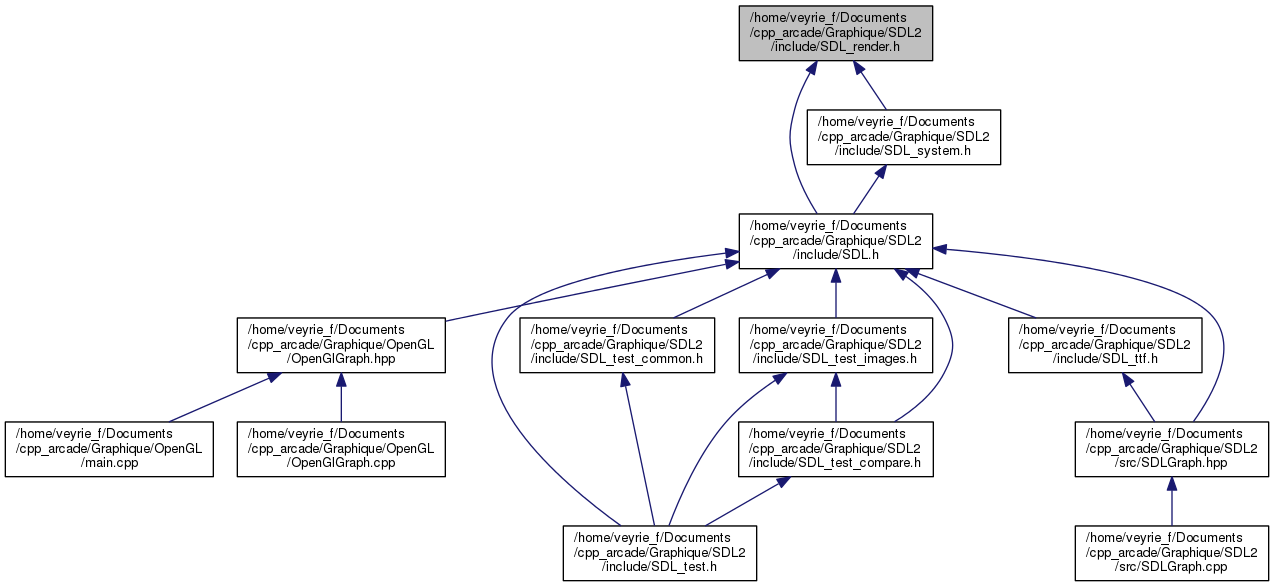 /home/veyrie_f/Documents
/cpp_arcade/Graphique/SDL2
/include/SDL_render.h
/home/veyrie_f/Documents
/cpp_arcade/Graphique/SDL2
/include/SDL_system.h
/home/veyrie_f/Documents
/cpp_arcade/Graphique/SDL2
/include/SDL.h
/home/veyrie_f/Documents
/cpp_arcade/Graphique/OpenGL
/OpenGlGraph.hpp
/home/veyrie_f/Documents
/cpp_arcade/Graphique/SDL2
/include/SDL_test_common.h
/home/veyrie_f/Documents
/cpp_arcade/Graphique/SDL2
/include/SDL_test_images.h
/home/veyrie_f/Documents
/cpp_arcade/Graphique/SDL2
/include/SDL_ttf.h
/home/veyrie_f/Documents
/cpp_arcade/Graphique/OpenGL
/main.cpp
/home/veyrie_f/Documents
/cpp_arcade/Graphique/OpenGL
/OpenGlGraph.cpp
/home/veyrie_f/Documents
/cpp_arcade/Graphique/SDL2
/include/SDL_test_compare.h
/home/veyrie_f/Documents
/cpp_arcade/Graphique/SDL2
/src/SDLGraph.hpp
/home/veyrie_f/Documents
/cpp_arcade/Graphique/SDL2
/include/SDL_test.h
/home/veyrie_f/Documents
/cpp_arcade/Graphique/SDL2
/src/SDLGraph.cpp